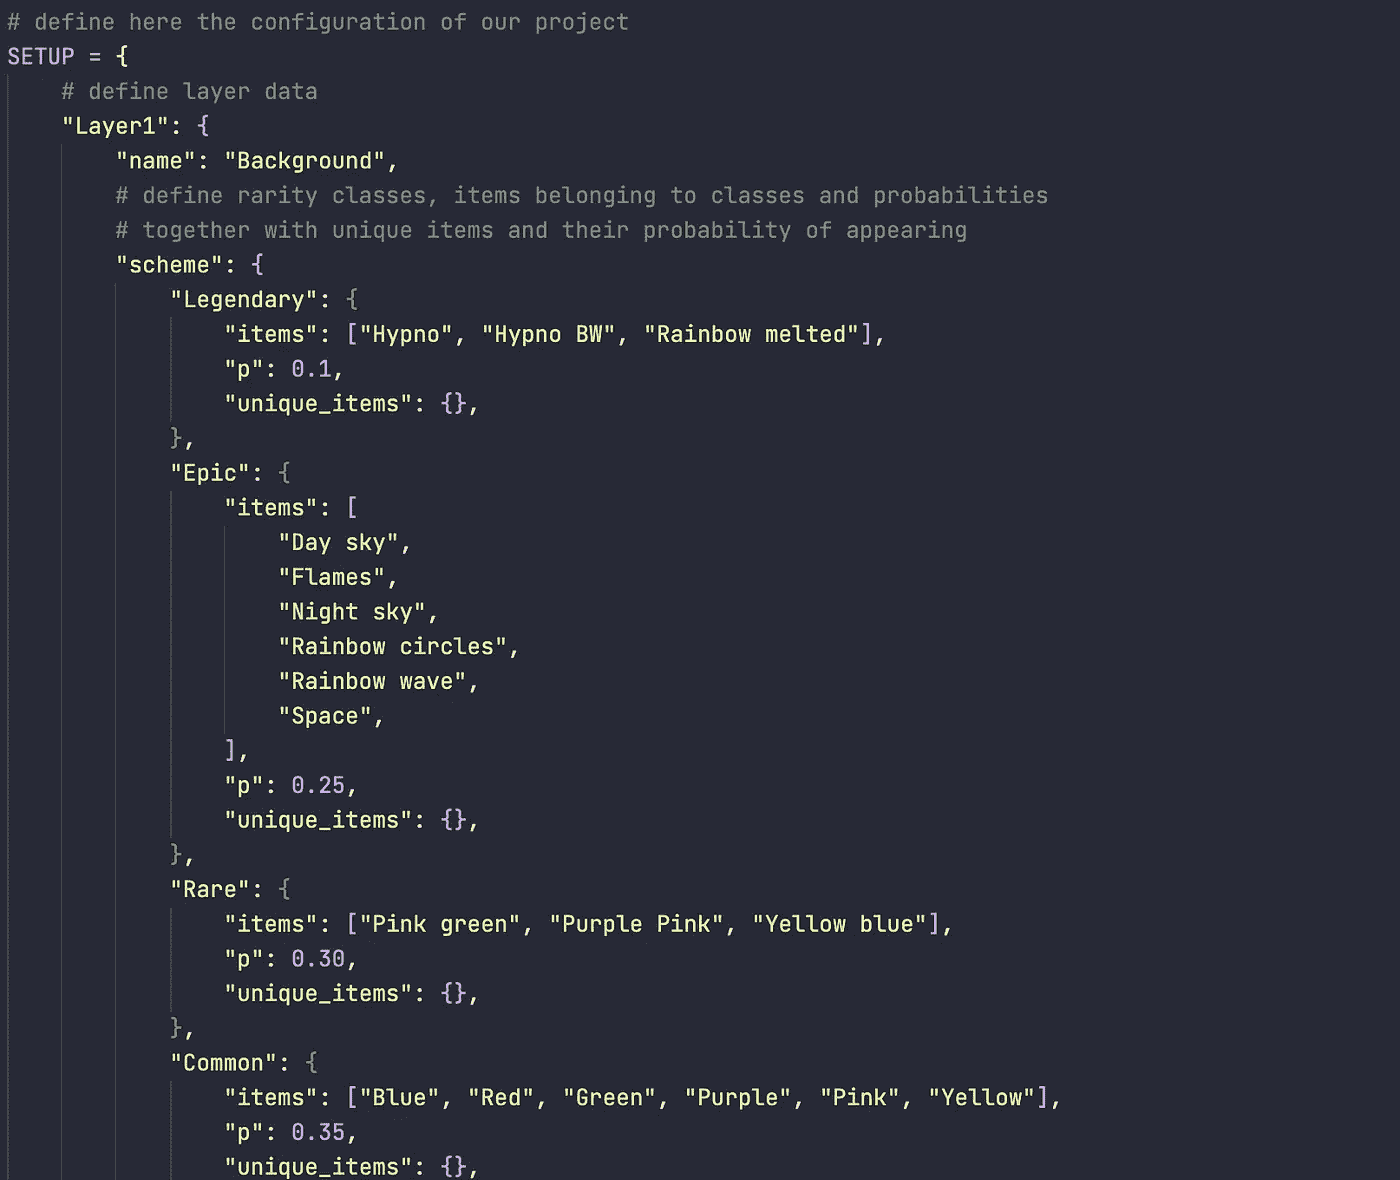 # define here the configuration of our project
SETUP = {
    # define layer data
    "Layer1": {
        "name": "Background",
        # define rarity classes, items belonging to classes and probabilities
        # together with unique items and their probability of appearing
        "scheme": {
            "Legendary": {
                "items": ["Hypno", "Hypno BW", "Rainbow melted"],
                "p": 0.1,
                "unique_items": {},
            },
            "Epic": {
                "items": [
                    "Day sky",
                    "Flames",
                    "Night sky",
                    "Rainbow circles",
                    "Rainbow wave",
                    "Space",
                ],
                "p": 0.25,
                "unique_items": {},
            },
            "Rare": {
                "items": ["Pink green", "Purple Pink", "Yellow blue"],
                "p": 0.30,
                "unique_items": {},
            },
            "Common": {
                "items": ["Blue", "Red", "Green", "Purple", "Pink", "Yellow"],
                "p": 0.35,
                "unique_items": {},